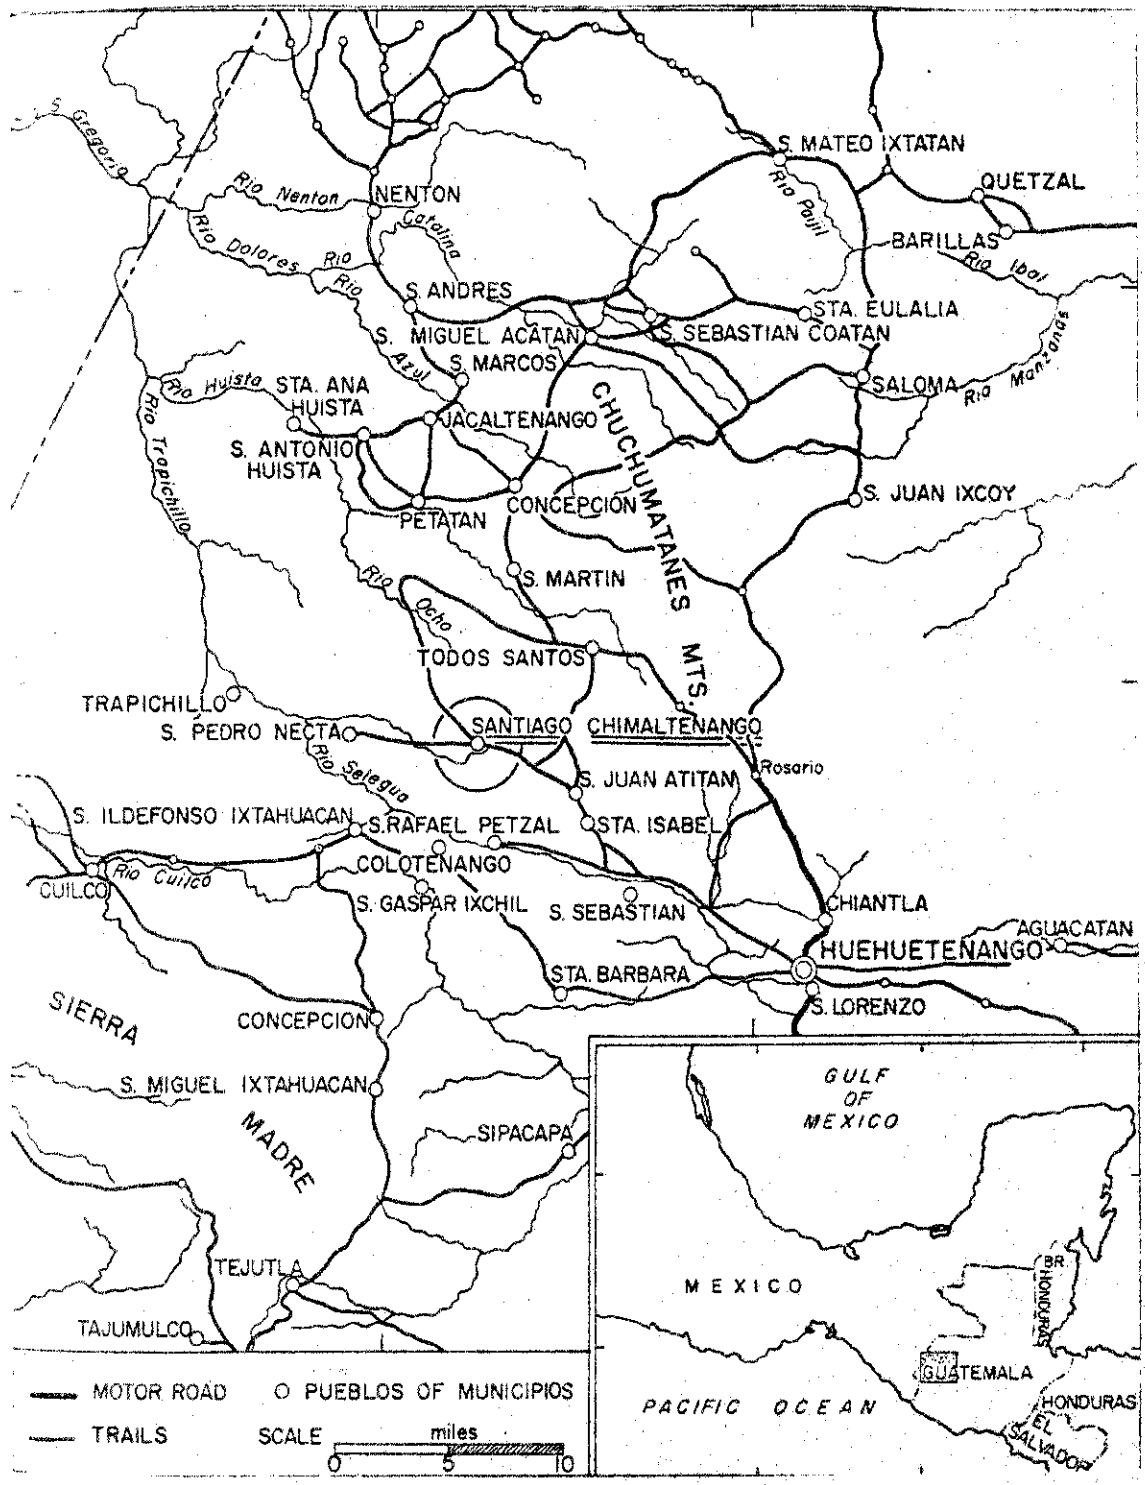 S. Gregorio
S. MATEO IXTATAN
Rio Nenton
NENTON
Rio Paijil
QUETZAL
Rio Dolores
Rio Catalina
BARILLAS
Rio Ibal
S. ANDRES
Rio Azul
STA. EULALIA
S. MIGUEL ACATAN
S. SEBASTIAN COATAN
Rio Manzanas
S. MARCOS
Rio Huista
STA. ANA
HUISTA
SALOMA
Rio Trapichillo
JACALTENANGO
S. ANTONIO
HUISTA
CHUCHUMATANES MTS.
PETATAN
CONCEPCIÓN
S. JUAN IXCOY
S. MARTIN
Rio Ocho
TODOS SANTOS
TRAPICHILLO
S. PEDRO NECTA
SANTIAGO CHIMALTENANGO
Rio Selegua
S. JUAN ATITAN
Rosario
S. ILDEFONSO IXTAHUACAN
S. RAFAEL PETZAL
STA. ISABEL
COLOTENANGO
CUILCO
Rio Cuilco
S. GASPAR IXCHIL
S. SEBASTIAN
CHIANTLA
AGUACATAN
HUEHUETENANGO
STA. BARBARA
S. LORENZO
SIERRA
MADRE
CONCEPCION
S. MIGUEL IXTAHUACAN
SIPACAPA
TEJUTLA
TAJUMULCO
GULF
OF
MEXICO
MEXICO
BR.
HONDURAS
GUATEMALA
PACIFIC OCEAN
HONDURAS
EL
SALVADOR
MOTOR ROAD
PUEBLOS OF MUNICIPIOS
TRAILS
SCALE
miles
0 5 10